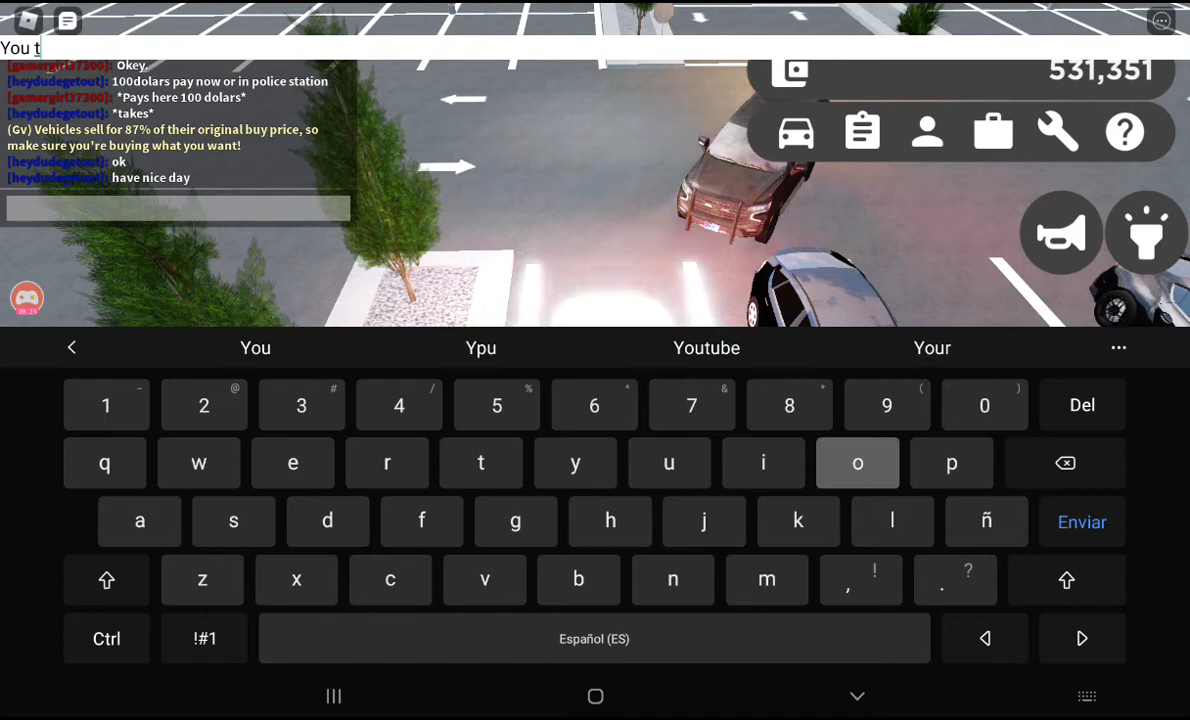 You t
[gamergirl37300]: Okey,
[heydudegetout]: 100dolars pay now or in police station
[gamergirl37300]: *Pays here 100 dolars*
[heydudegetout]: *takes*
(Gv) Vehicles sell for 87% of their original buy price, so
make sure you're buying what you want!
[heydudegetout]: ok
[heydudegetout]: have nice day
531,351
You Ypu Youtube Your ...
1 - 2 @ 3 # 4 / 5 % 6 ^ 7 & 8 * 9 ( 0 ) Del
q w e r t y u i o p
a s d f g h j k l ñ Enviar
z x c v b n m , ! . ?
Ctrl !#1 Español (ES)